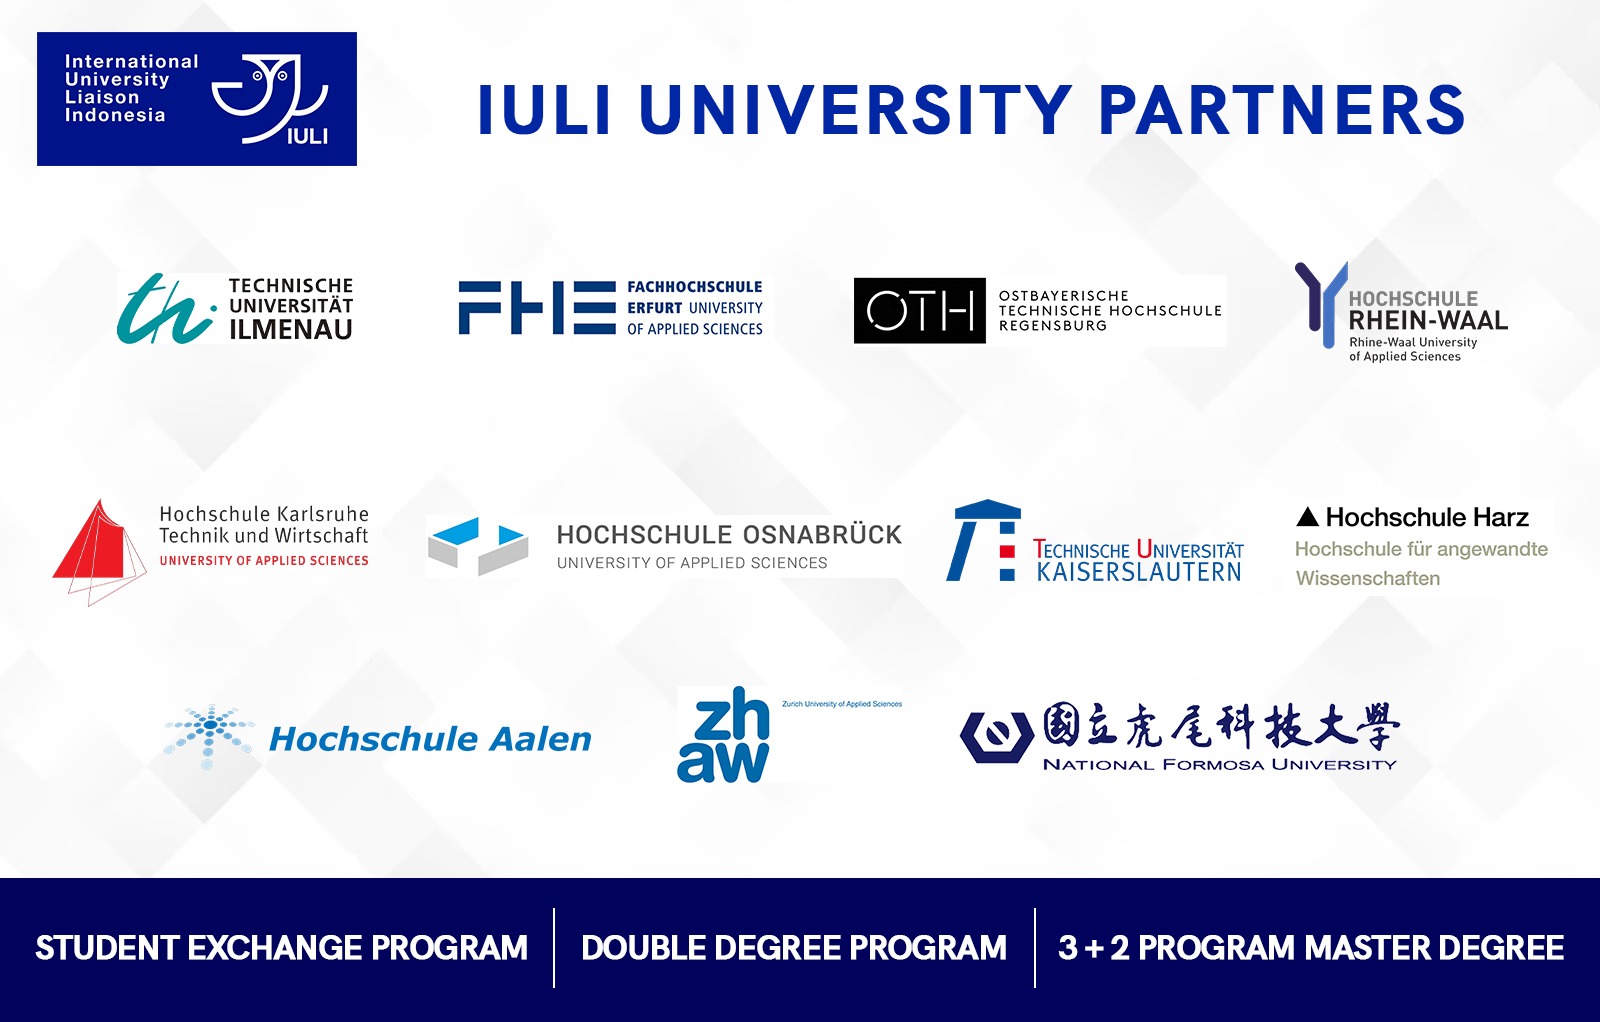 International
University
Liaison
Indonesia
IULI
IULI UNIVERSITY PARTNERS
th
TECHNISCHE
UNIVERSITÄT
ILMENAU
FHE
FACHHOCHSCHULE
ERFURT UNIVERSITY
OF APPLIED SCIENCES
OTH
OSTBAYERISCHE
TECHNISCHE HOCHSCHULE
REGENSBURG
HOCHSCHULE
RHEIN-WAAL
Rhine-Waal University
of Applied Sciences
Hochschule Karlsruhe
Technik und Wirtschaft
UNIVERSITY OF APPLIED SCIENCES
HOCHSCHULE OSNABRÜCK
UNIVERSITY OF APPLIED SCIENCES
TECHNISCHE UNIVERSITÄT
KAISERSLAUTERN
Hochschule Harz
Hochschule für angewandte
Wissenschaften
Hochschule Aalen
zh
aw
Zurich University of Applied Sciences
國立虎尾科技大學
NATIONAL FORMOSA UNIVERSITY
STUDENT EXCHANGE PROGRAM
DOUBLE DEGREE PROGRAM
3 + 2 PROGRAM MASTER DEGREE